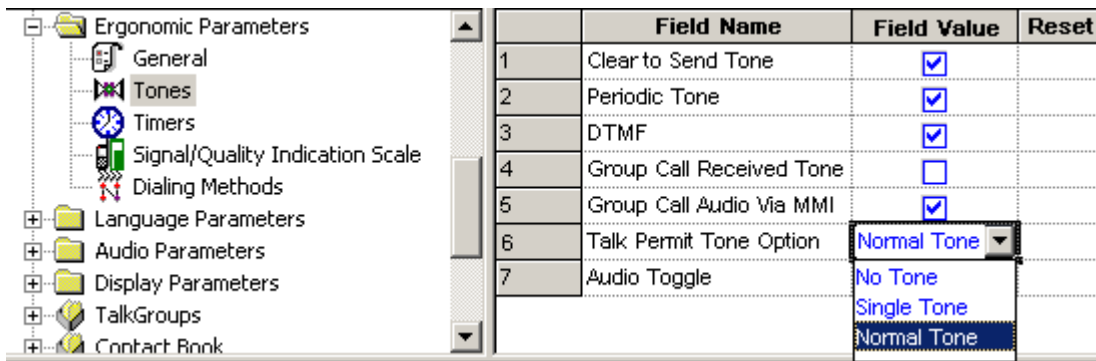 Ergonomic Parameters
General
Tones
Timers
Signal/Quality Indication Scale
Dialing Methods
Language Parameters
Audio Parameters
Display Parameters
TalkGroups
Contact Book
Field Name Field Value Reset
1 Clear to Send Tone
2 Periodic Tone
3 DTMF
4 Group Call Received Tone
5 Group Call Audio Via MMI
6 Talk Permit Tone Option Normal Tone
7 Audio Toggle
No Tone
Single Tone
Normal Tone